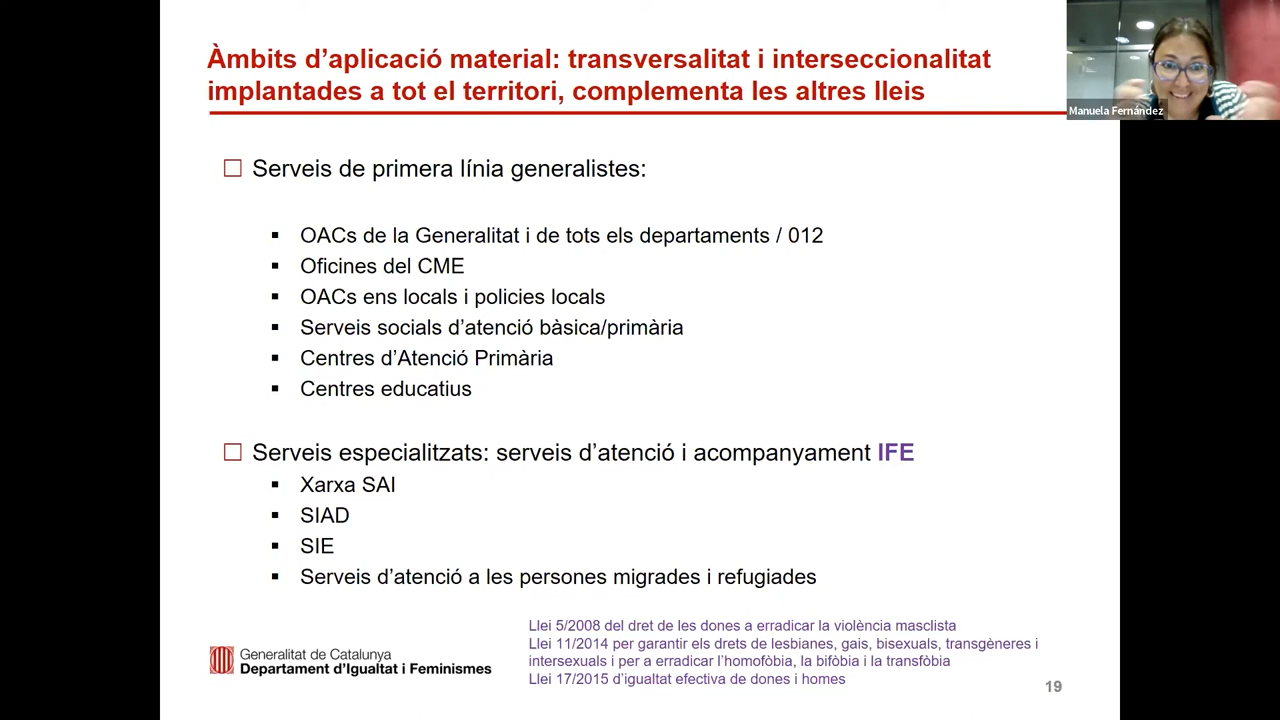 Àmbits d'aplicació material: transversalitat i interseccionalitat
implantades a tot el territori, complementa les altres lleis
Manuela Fernández
Serveis de primera línia generalistes:
OACs de la Generalitat i de tots els departaments / 012
Oficines del CME
OACs ens locals i policies locals
Serveis socials d'atenció bàsica/primària
Centres d'Atenció Primària
Centres educatius
Serveis especialitzats: serveis d'atenció i acompanyament IFE
Xarxa SAI
SIAD
SIE
Serveis d'atenció a les persones migrades i refugiades
Generalitat de Catalunya
Departament d'Igualtat i Feminismes
Llei 5/2008 del dret de les dones a erradicar la violència masclista
Llei 11/2014 per garantir els drets de lesbianes, gais, bisexuals, transgèneres i
intersexuals i per a erradicar l'homofòbia, la bifòbia i la transfòbia
Llei 17/2015 d'igualtat efectiva de dones i homes
19